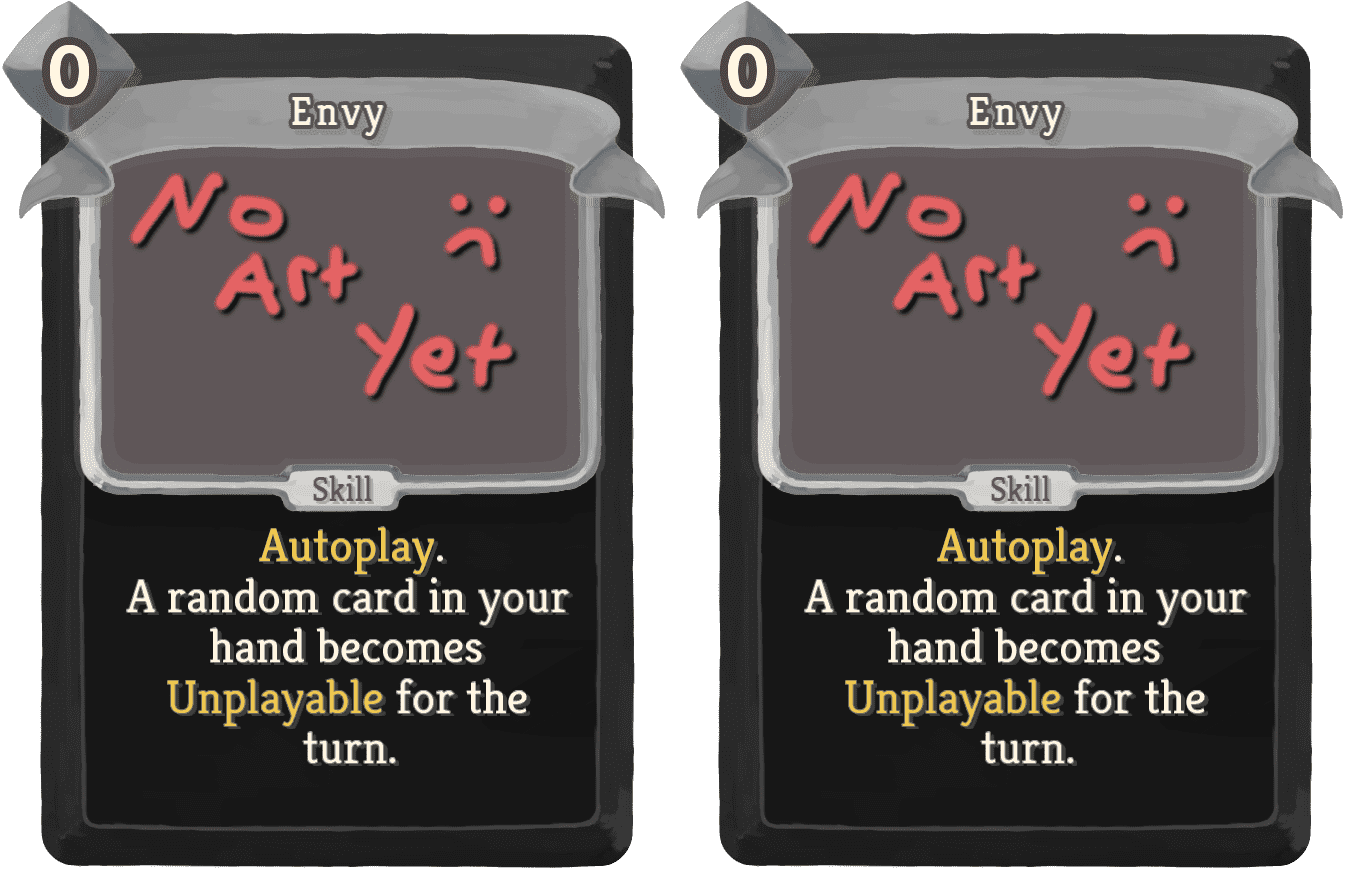 0
Envy
No
Art
Yet
:(
Skill
Autoplay.
A random card in your
hand becomes
Unplayable for the
turn.
0
Envy
No
Art
Yet
:(
Skill
Autoplay.
A random card in your
hand becomes
Unplayable for the
turn.